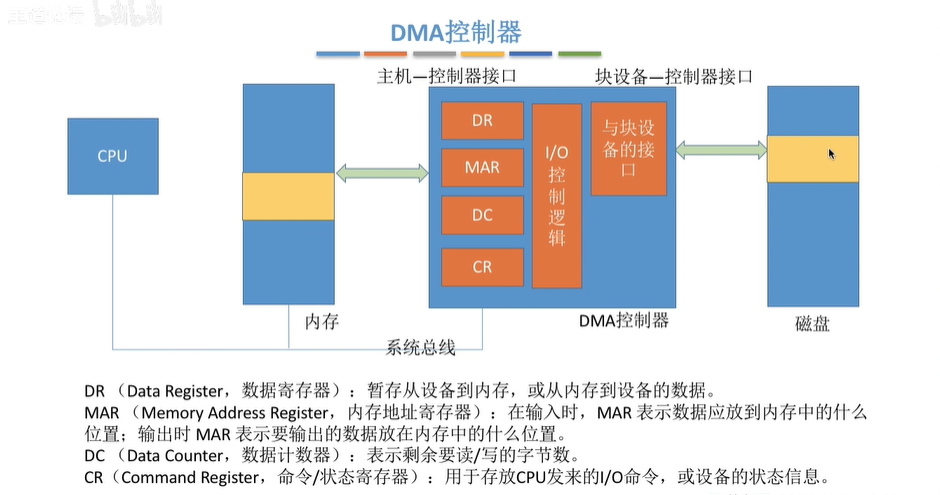 bilibili
DMA控制器
主机—控制器接口
块设备—控制器接口
CPU
DR
MAR
DC
CR
I/O
控
制
逻
辑
与块设
备的接
口
内存
DMA控制器
磁盘
系统总线
DR （Data Register，数据寄存器）：暂存从设备到内存，或从内存到设备的数据。
MAR （Memory Address Register，内存地址寄存器）：在输入时，MAR 表示数据应放到内存中的什么
位置；输出时 MAR 表示要输出的数据放在内存中的什么位置。
DC （Data Counter，数据计数器）：表示剩余要读/写的字节数。
CR（Command Register，命令/状态寄存器）：用于存放CPU发来的I/O命令，或设备的状态信息。